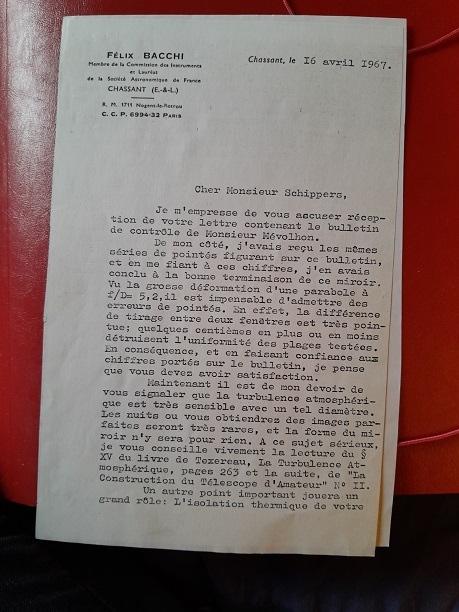 FÉLIX BACCHI
Membre de la Commission des Instruments
et Lauréat
de la Société Astronomique de France
CHASSANT (E.-&-L.)
R. M. 1711 Nogent-le-Rotrou
C. C. P. 6994-32 PARIS
Chassant, le 16 avril 1967.
Cher Monsieur Schippers,
Je m'empresse de vous accuser récep-
tion de votre lettre contenant le bulletin
de contrôle de Monsieur Mévolhon.
De mon côté, j'avais reçu les mêmes
séries de pointés figurant sur ce bulletin,
et en me fiant à ces chiffres, j'en avais
conclu à la bonne terminaison de ce miroir.
Vu la grosse déformation d'une parabole à
f/D= 5,2,il est impensable d'admettre des
erreurs de pointés. En effet, la différence
de tirage entre deux fenêtres est très poin-
tue; quelques centièmes en plus ou en moins
détruisent l'uniformité des plages testées.
En conséquence, et en faisant confiance aux
chiffres portés sur le bulletin, je pense
que vous devez avoir satisfaction.
Maintenant il est de mon devoir de
vous signaler que la turbulence atmosphéri-
que est très sensible avec un tel diamètre.
Les nuits ou vous obtiendrez des images par-
faites seront très rares, et la forme du mi-
roir n'y sera pour rien. A ce sujet sérieux,
je vous conseille vivement la lecture du §
XV du livre de Texereau, La Turbulence At-
mosphérique, pages 263 et la suite, de "La
Construction du Télescope d'Amateur" N° II.
Un autre point important jouera un
grand rôle: L'isolation thermique de votre